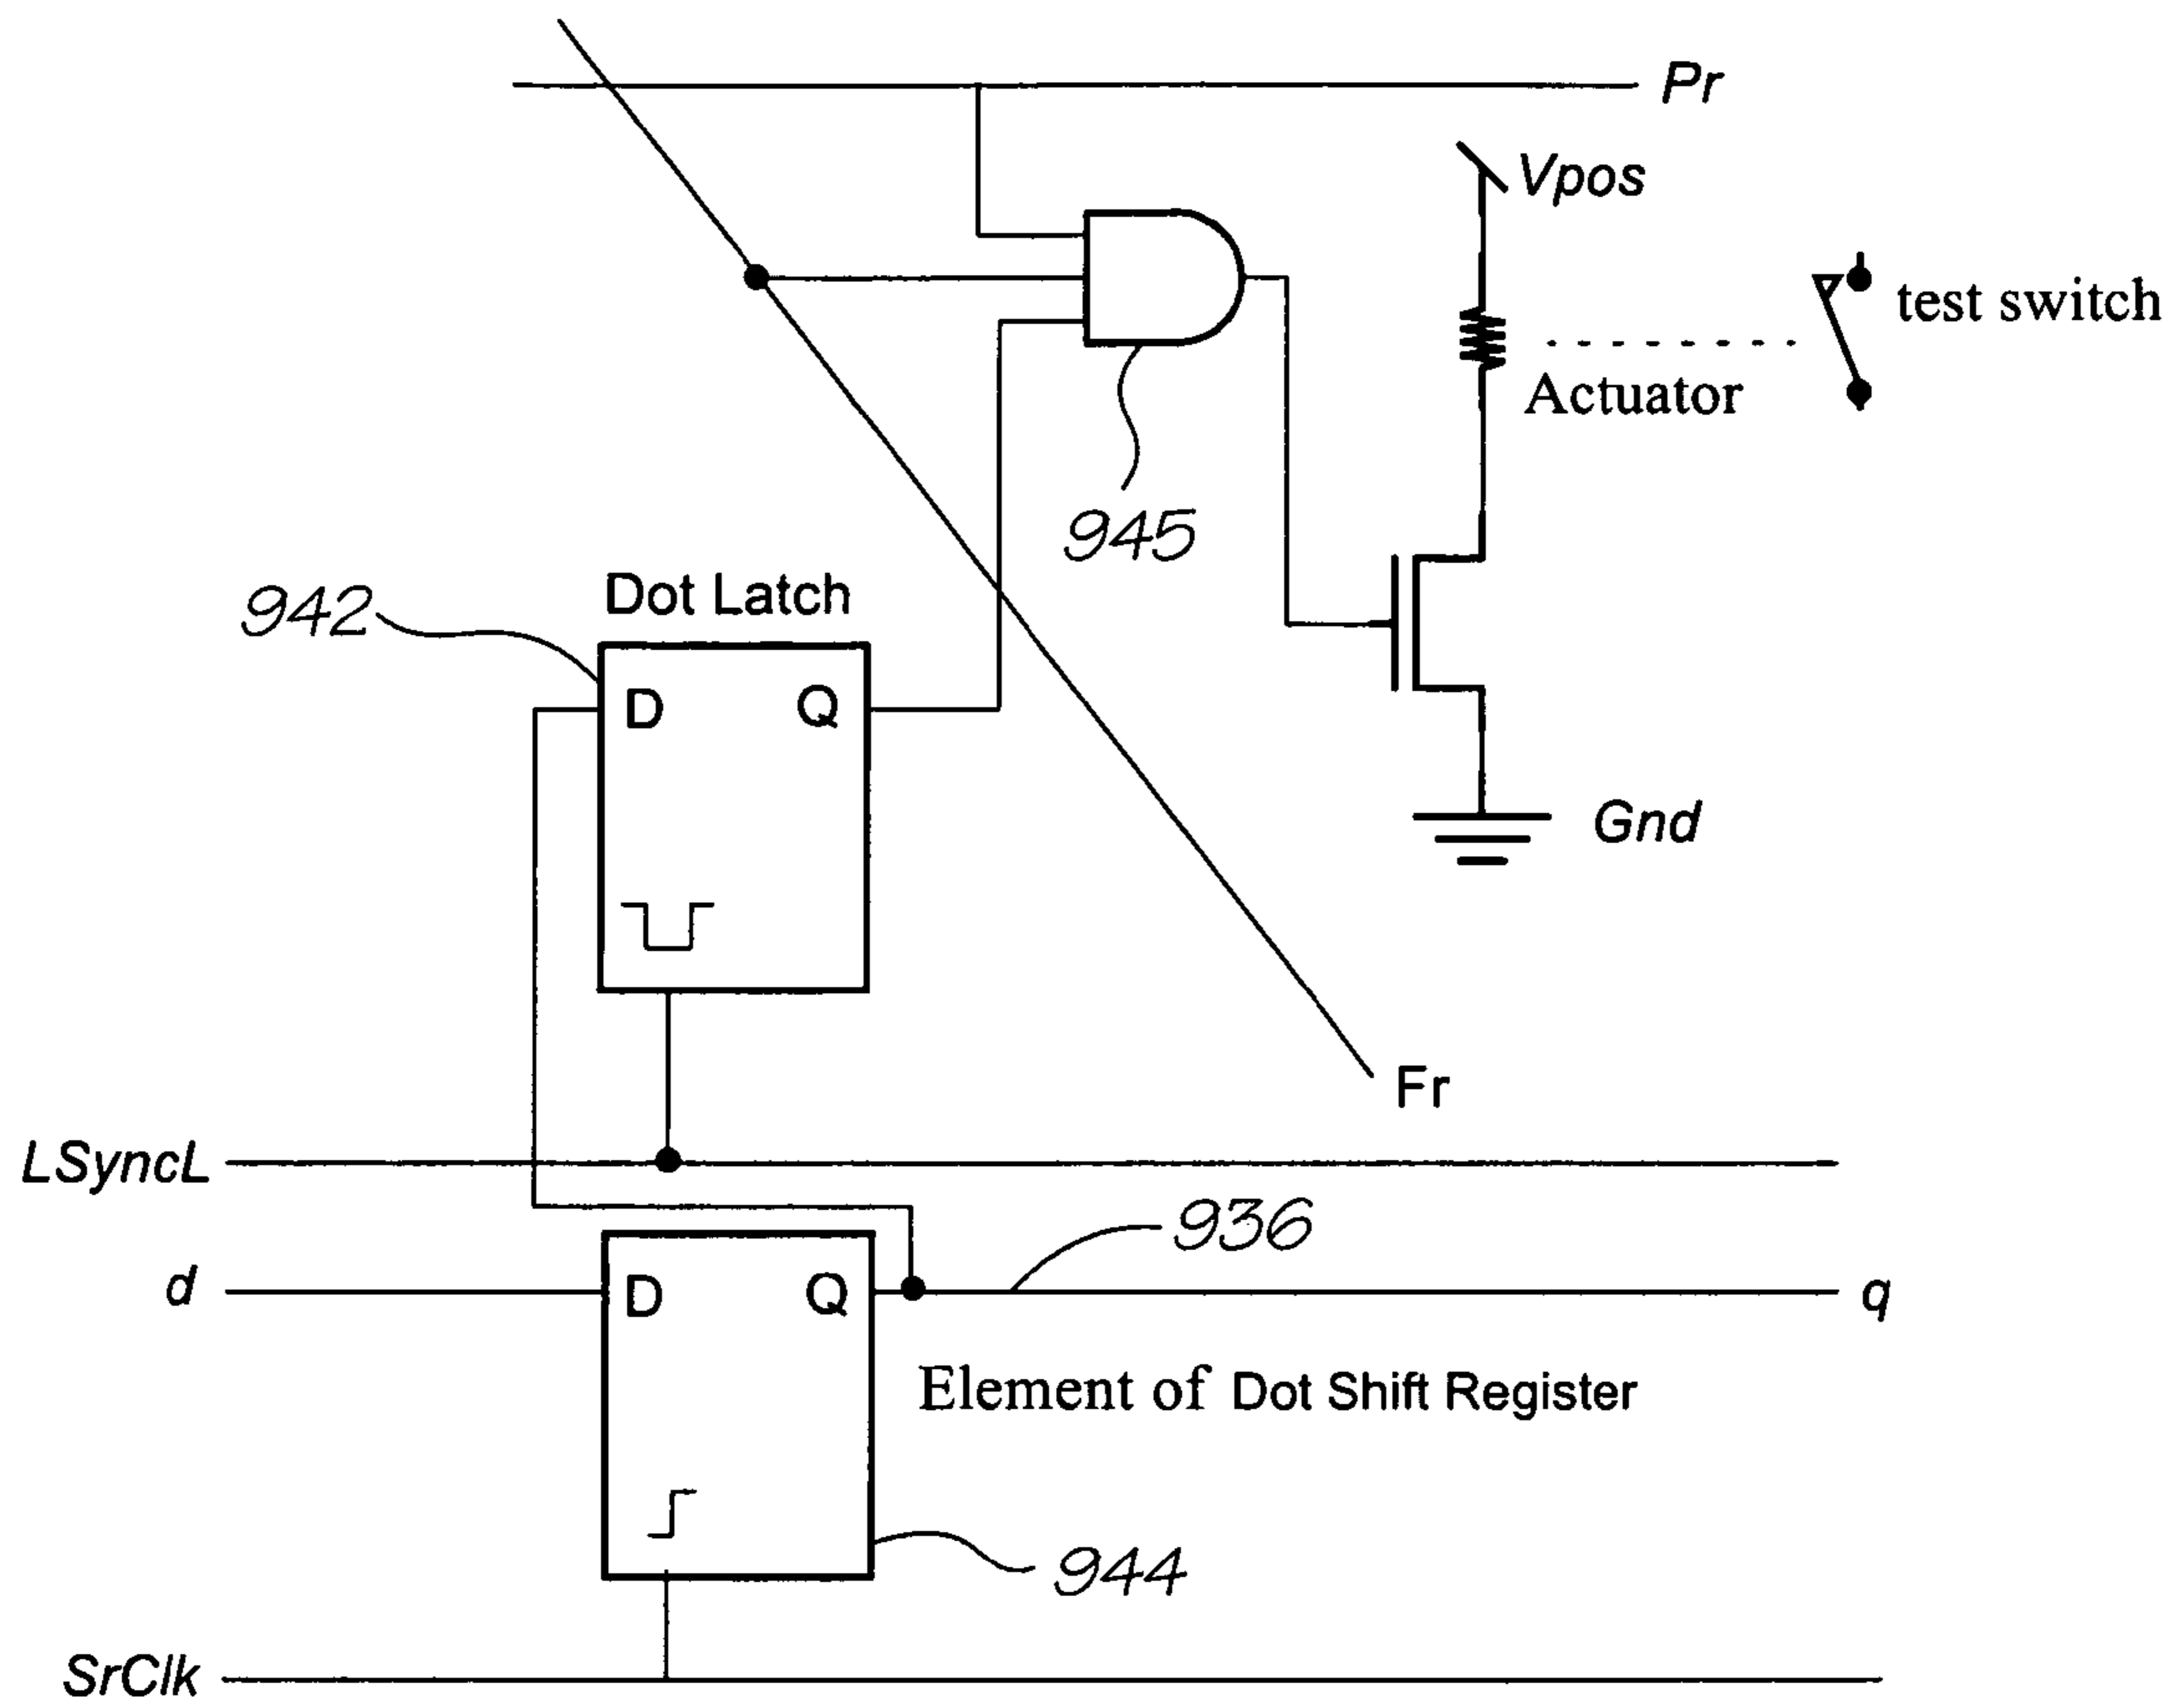 Pr
Vpos
test switch
Actuator
945
Dot Latch
942
D Q
Gnd
Fr
LSyncL
936
d D Q q
Element of Dot Shift Register
944
SrClk